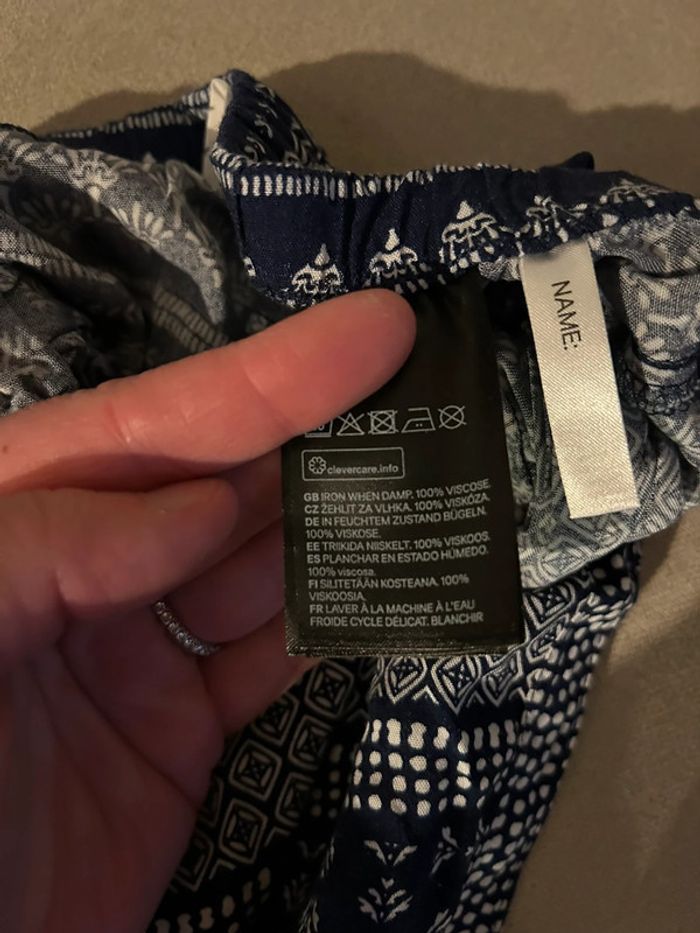 clevercare.info
GB IRON WHEN DAMP. 100% VISCOSE.
CZ ŽEHLIT ZA VLHKA. 100% VISKÓZA.
DE IN FEUCHTEM ZUSTAND BÜGELN.
100% VISKOSE.
EE TRIIKIDA NIISKELT. 100% VISKOOS.
ES PLANCHAR EN ESTADO HÚMEDO.
100% viscosa.
FI SILITETÄÄN KOSTEANA. 100%
VISKOOSIA.
FR LAVER À LA MACHINE À L'EAU
FROIDE CYCLE DÉLICAT. BLANCHIR
NAME: